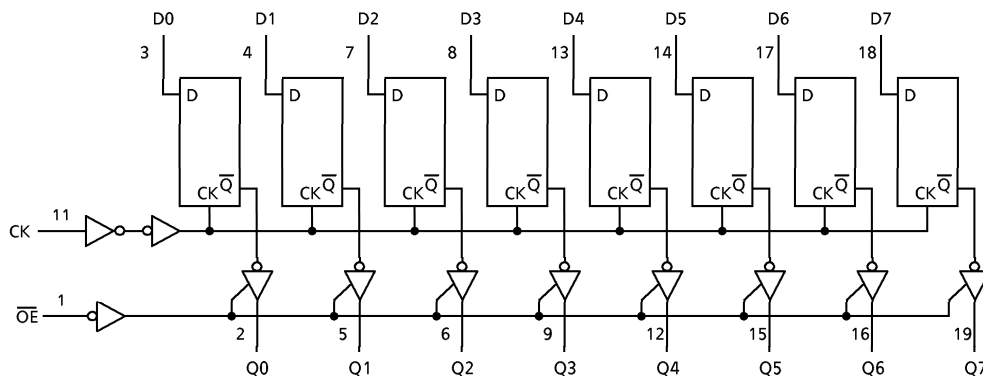 D0 D1 D2 D3 D4 D5 D6 D7
3 4 7 8 13 14 17 18
D D D D D D D D
CK Q̅ CK Q̅ CK Q̅ CK Q̅ CK Q̅ CK Q̅ CK Q̅ CK Q̅
CK 11
O̅E̅ 1
2 5 6 9 12 15 16 19
Q0 Q1 Q2 Q3 Q4 Q5 Q6 Q7